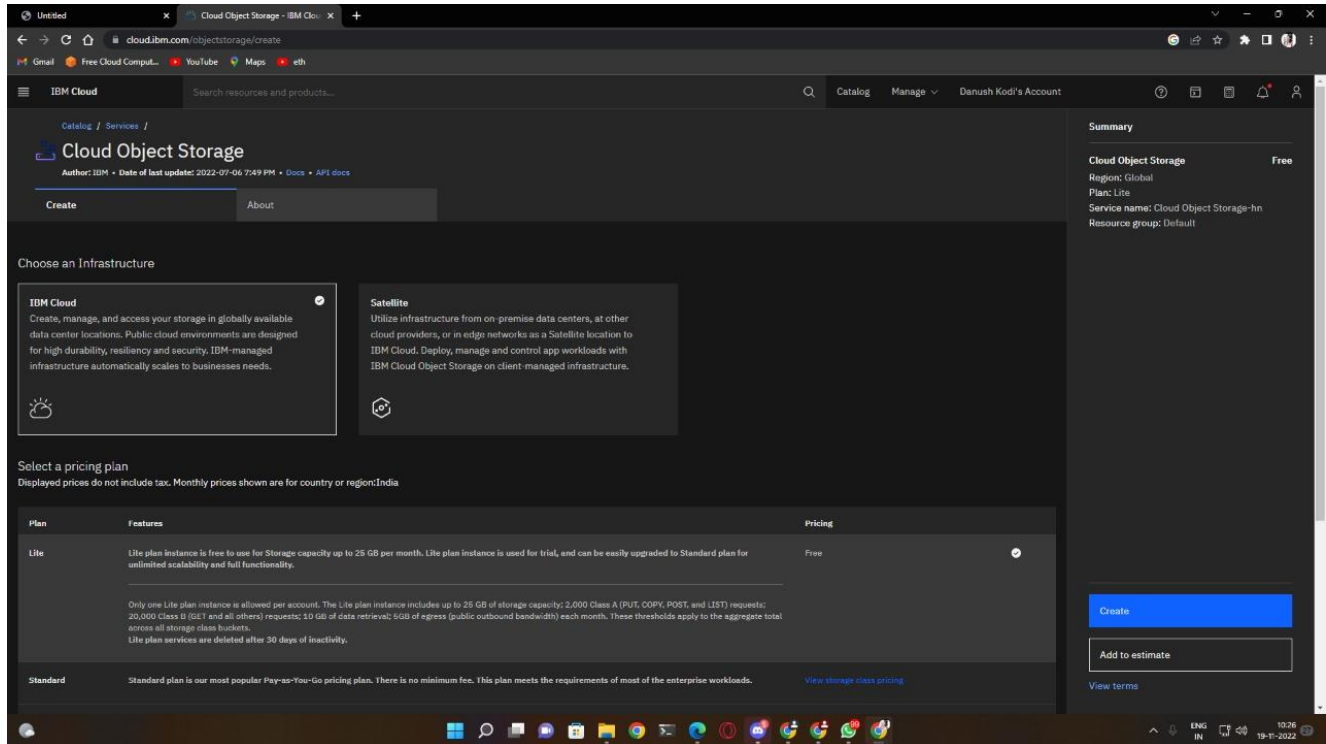 Untitled
Cloud Object Storage - IBM Clou
cloud.ibm.com/objectstorage/create
Gmail
Free Cloud Comput...
YouTube
Maps
eth
IBM Cloud
Search resources and products...
Catalog
Manage
Danush Kodi's Account
Catalog / Services /
Cloud Object Storage
Author: IBM • Date of last update: 2022-07-06 7:49 PM • Docs • API docs
Create
About
Choose an Infrastructure
IBM Cloud
Create, manage, and access your storage in globally available
data center locations. Public cloud environments are designed
for high durability, resiliency and security. IBM-managed
infrastructure automatically scales to businesses needs.
Satellite
Utilize infrastructure from on-premise data centers, at other
cloud providers, or in edge networks as a Satellite location to
IBM Cloud. Deploy, manage and control app workloads with
IBM Cloud Object Storage on client-managed infrastructure.
Select a pricing plan
Displayed prices do not include tax. Monthly prices shown are for country or region:India
Plan
Features
Pricing
Lite
Lite plan instance is free to use for Storage capacity up to 25 GB per month. Lite plan instance is used for trial, and can be easily upgraded to Standard plan for
unlimited scalability and full functionality.
Free
Only one Lite plan instance is allowed per account. The Lite plan instance includes up to 25 GB of storage capacity; 2,000 Class A (PUT, COPY, POST, and LIST) requests;
20,000 Class B (GET and all others) requests; 10 GB of data retrieval; 5GB of egress (public outbound bandwidth) each month. These thresholds apply to the aggregate total
across all storage class buckets.
Lite plan services are deleted after 30 days of inactivity.
Standard
Standard plan is our most popular Pay-as-You-Go pricing plan. There is no minimum fee. This plan meets the requirements of most of the enterprise workloads.
View storage class pricing
Summary
Cloud Object Storage
Free
Region: Global
Plan: Lite
Service name: Cloud Object Storage-hn
Resource group: Default
Create
Add to estimate
View terms
99
ENG
IN
10:26
19-11-2022